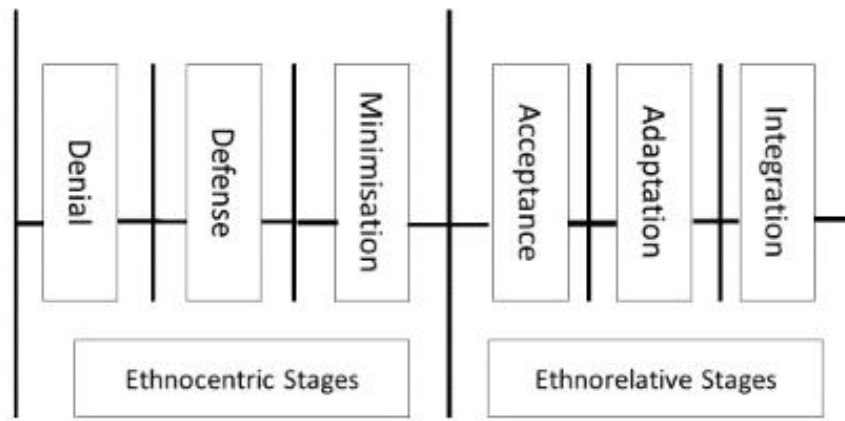 Denial
Defense
Minimisation
Acceptance
Adaptation
Integration
Ethnocentric Stages
Ethnorelative Stages